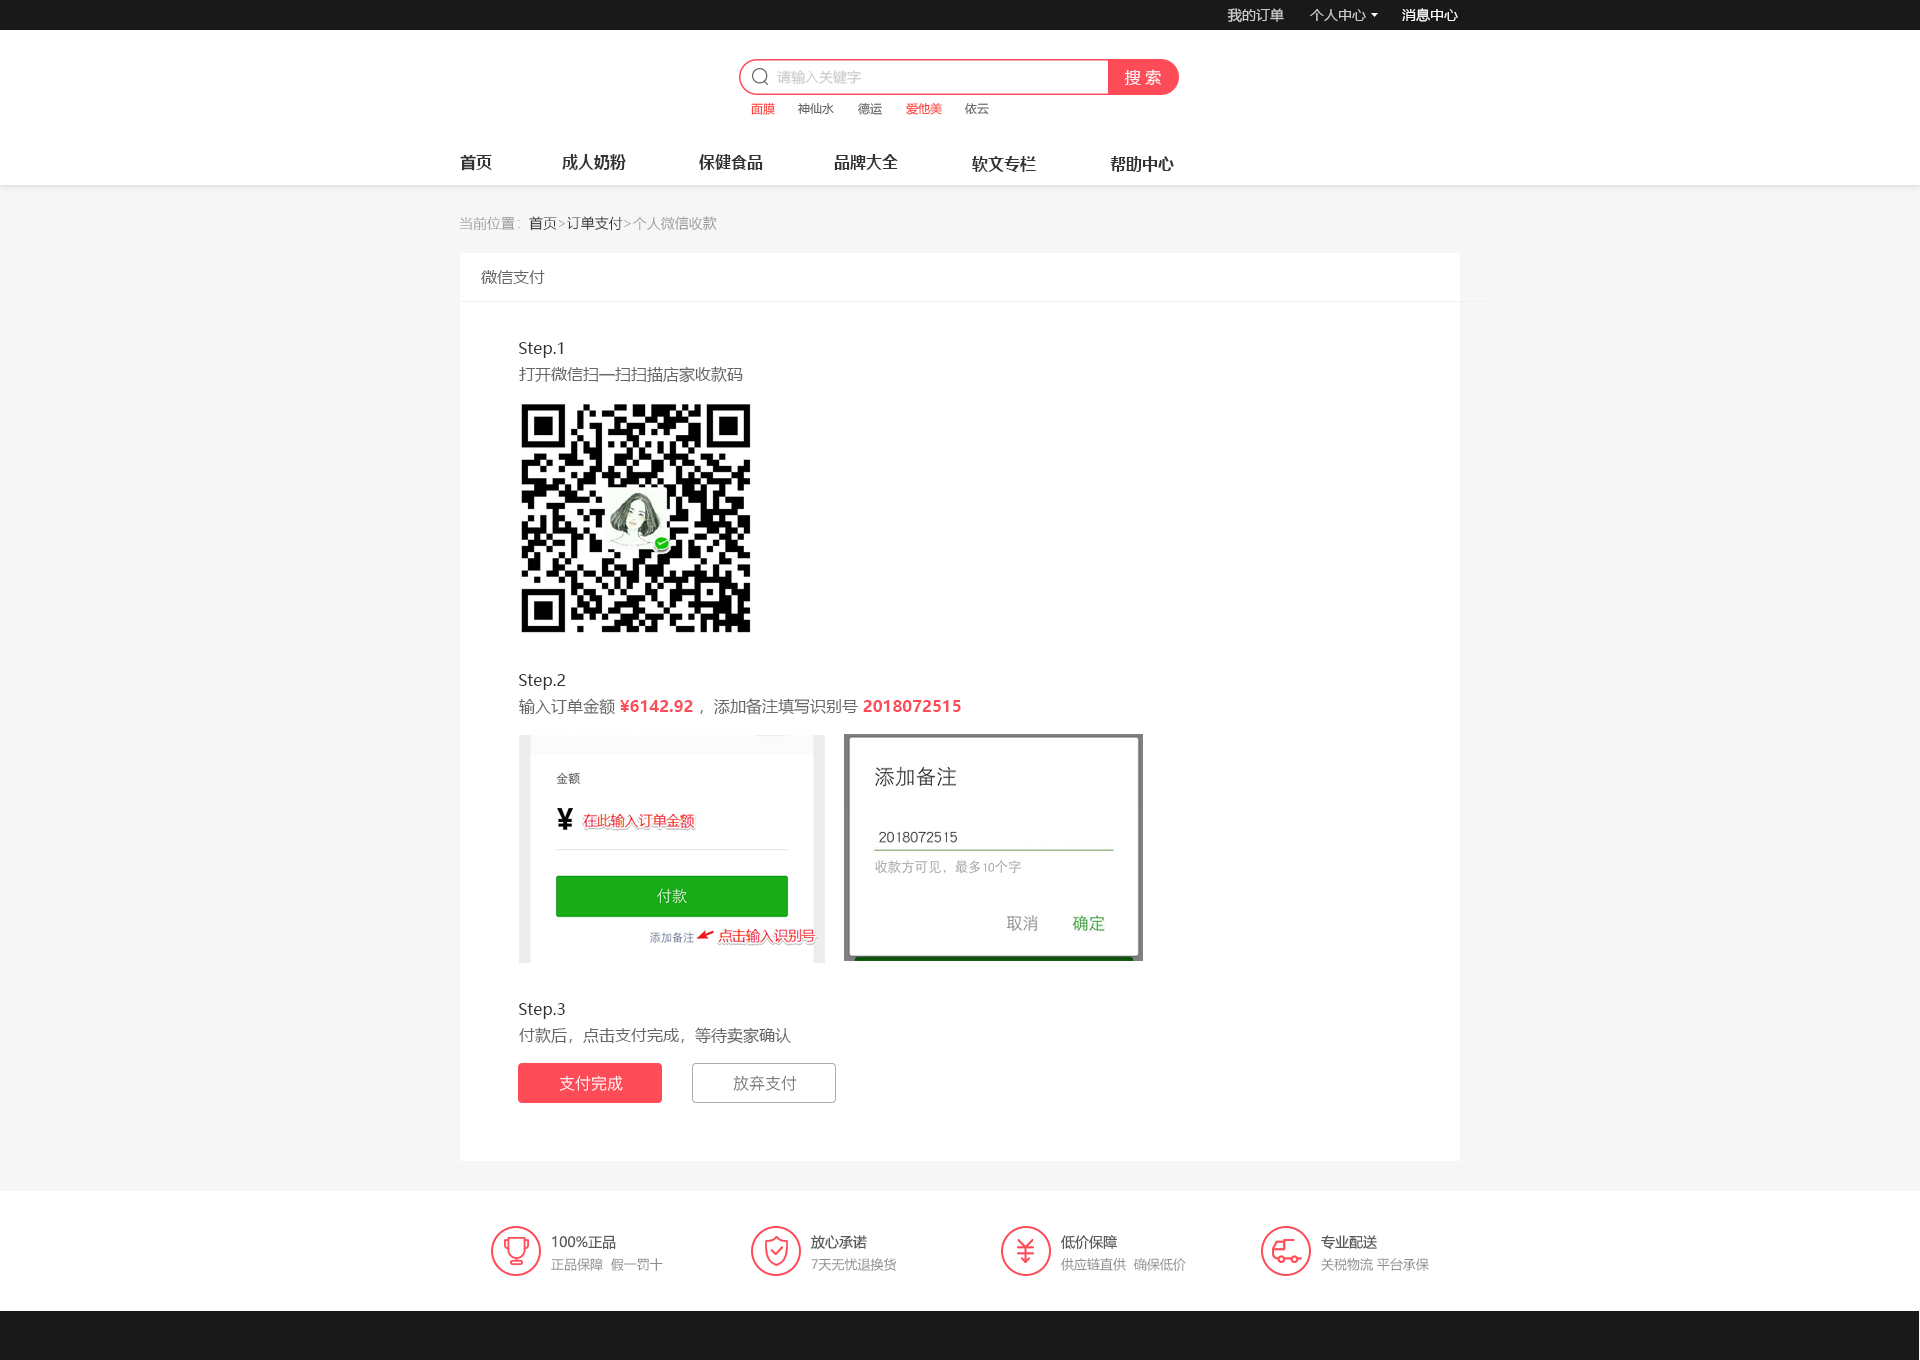 我的订单 个人中心 消息中心
请输入关键字 搜 索
面膜 神仙水 德运 爱他美 依云
首页 成人奶粉 保健食品 品牌大全 软文专栏 帮助中心
当前位置：首页>订单支付>个人微信收款
微信支付
Step.1
打开微信扫一扫扫描店家收款码
Step.2
输入订单金额 ¥6142.92 ，添加备注填写识别号 2018072515
金额
¥ 在此输入订单金额
付款
添加备注 点击输入识别号
添加备注
2018072515
收款方可见，最多10个字
取消 确定
Step.3
付款后，点击支付完成，等待卖家确认
支付完成 放弃支付
100%正品
正品保障 假一罚十
放心承诺
7天无忧退换货
低价保障
供应链直供 确保低价
专业配送
关税物流 平台承保